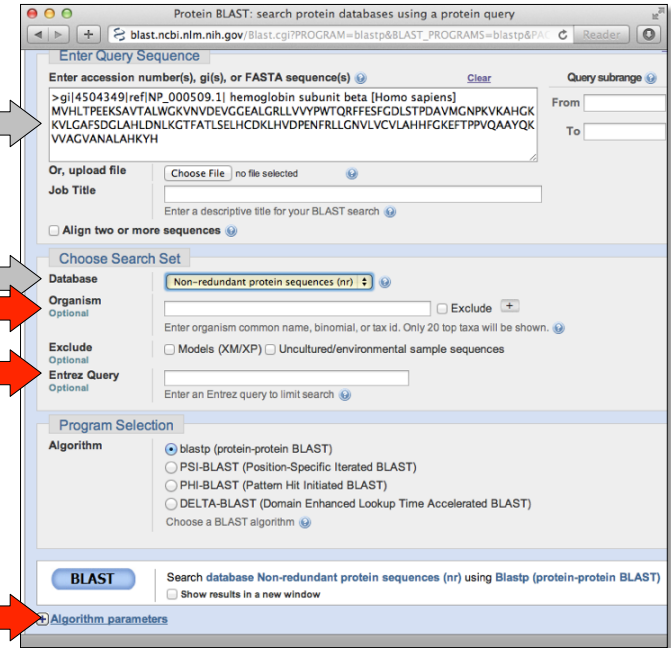 Protein BLAST: search protein databases using a protein query
blast.ncbi.nlm.nih.gov/Blast.cgi?PROGRAM=blastp&BLAST_PROGRAMS=blastp&PAG
Reader
Enter Query Sequence
Enter accession number(s), gi(s), or FASTA sequence(s)
Clear
Query subrange
>gi|4504349|ref|NP_000509.1| hemoglobin subunit beta [Homo sapiens]
MVHLTPEEKSAVTALWGKVNVDEVGGEALGRLLVVYPWTQRFFESFGDLSTPDAVMGNPKVKAHGK
KVLGAFSDGLAHLDNLKGTFATLSELHCDKLHVDPENFRLLGNVLVCVLAHHFGKEFTPPVQAAYQK
VVAGVANALAHKYH
From
To
Or, upload file
Choose File no file selected
Job Title
Enter a descriptive title for your BLAST search
Align two or more sequences
Choose Search Set
Database
Non-redundant protein sequences (nr)
Organism
Optional
Exclude +
Enter organism common name, binomial, or tax id. Only 20 top taxa will be shown.
Exclude
Optional
Models (XM/XP) Uncultured/environmental sample sequences
Entrez Query
Optional
Enter an Entrez query to limit search
Program Selection
Algorithm
blastp (protein-protein BLAST)
PSI-BLAST (Position-Specific Iterated BLAST)
PHI-BLAST (Pattern Hit Initiated BLAST)
DELTA-BLAST (Domain Enhanced Lookup Time Accelerated BLAST)
Choose a BLAST algorithm
BLAST
Search database Non-redundant protein sequences (nr) using Blastp (protein-protein BLAST)
Show results in a new window
Algorithm parameters